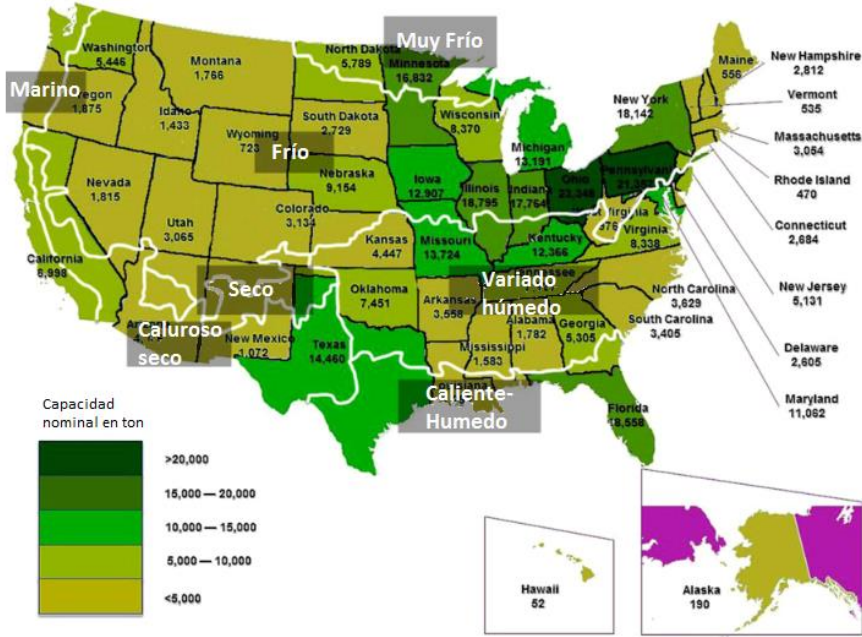 Muy Frío
Washington
5,446
Montana
1,766
North Dakota
5,789
Minnesota
16,832
Maine
556
New Hampshire
2,812
Marino
Oregon
1,875
Idaho
1,433
Wyoming
South Dakota
2,729
Wisconsin
8,370
Michigan
13,191
New York
18,142
Vermont
535
Massachusetts
3,054
Rhode Island
470
Connecticut
2,684
New Jersey
5,131
Delaware
2,605
Maryland
11,062
Frío
Nevada
1,815
Utah
3,065
Colorado
3,134
Nebraska
9,154
Iowa
12,907
Illinois
18,795
Indiana
17,764
Ohio
Pennsylvania
Virginia
8,338
California
Kansas
4,447
Missouri
13,724
Kentucky
12,366
Seco
Variado
húmedo
Oklahoma
7,451
Arkansas
3,558
North Carolina
3,629
South Carolina
3,405
Caluroso
seco
New Mexico
1,072
Texas
14,460
Mississippi
1,583
Alabama
1,782
Georgia
5,305
Caliente-
Humedo
Florida
18,558
Capacidad
nominal en ton
>20,000
15,000 — 20,000
10,000 — 15,000
5,000 — 10,000
<5,000
Hawaii
52
Alaska
190